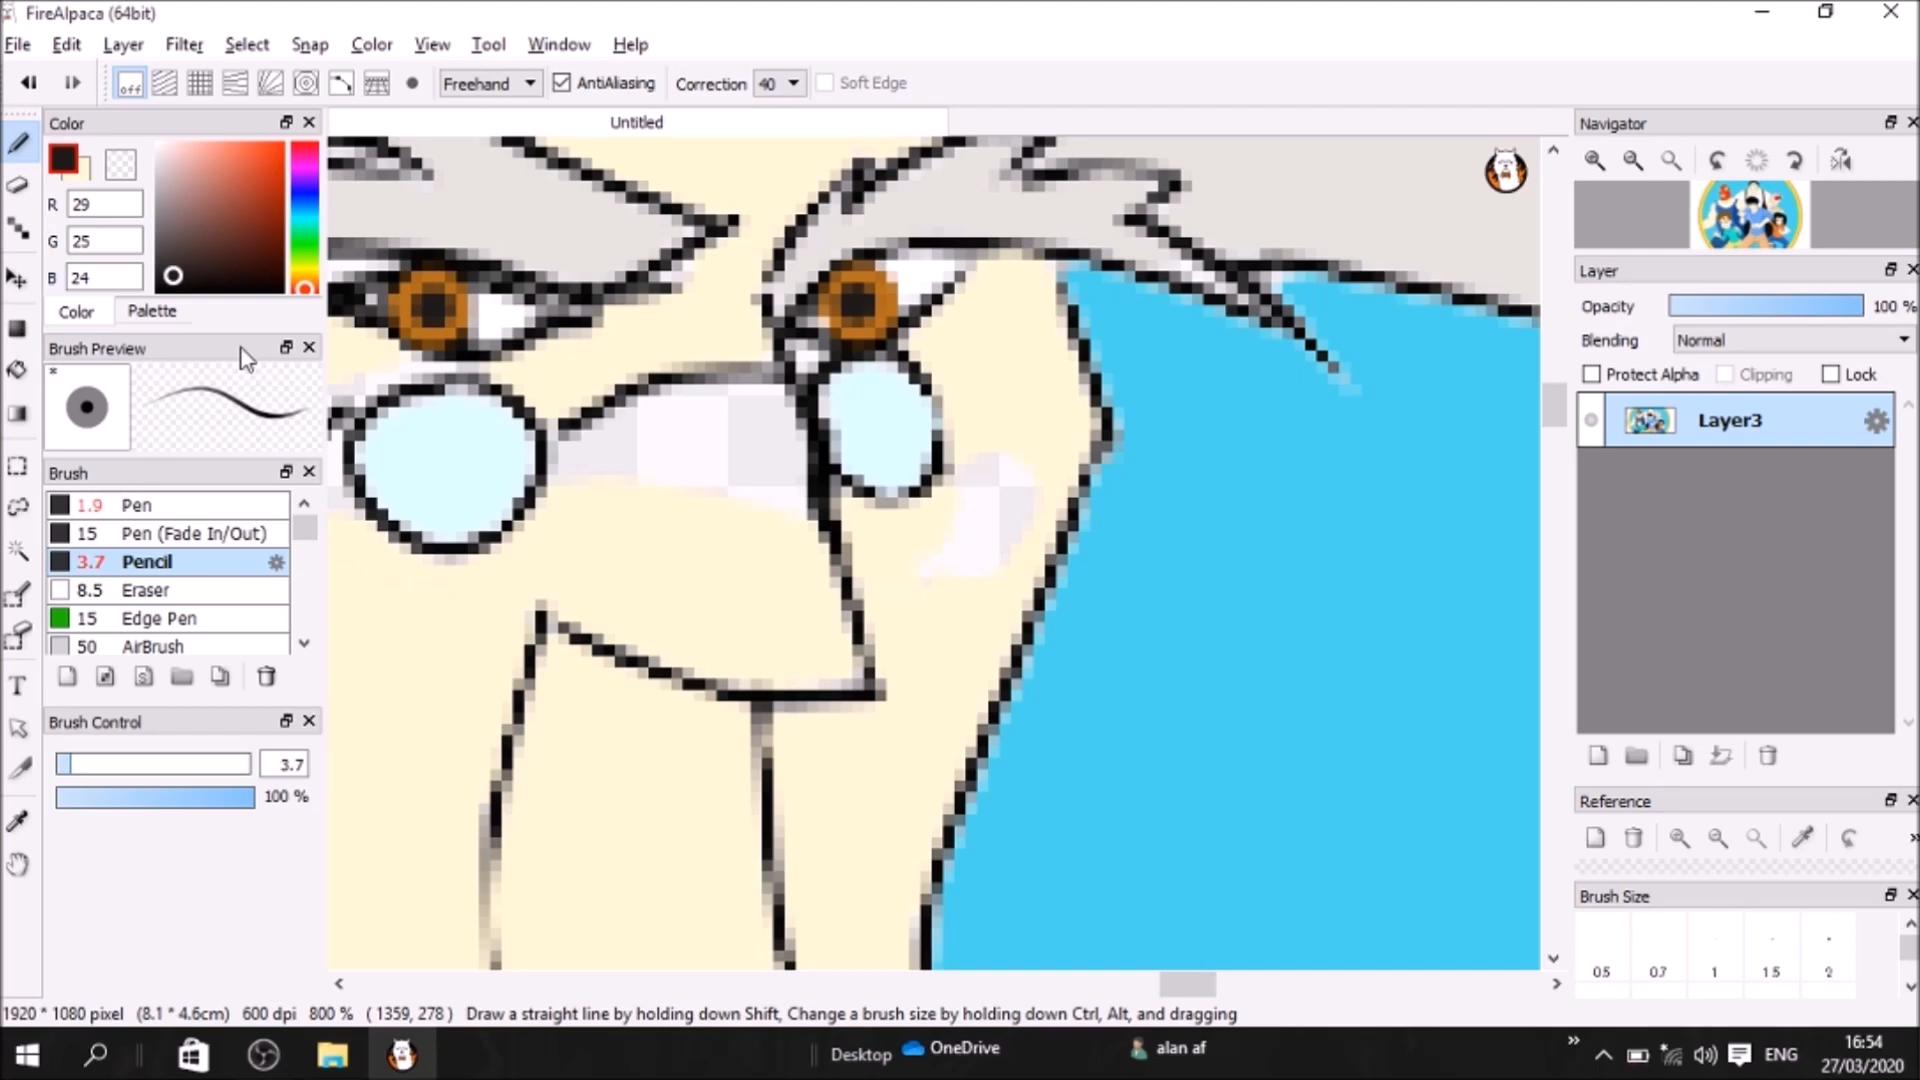 FireAlpaca (64bit)
File Edit Layer Filter Select Snap Color View Tool Window Help
off Freehand AntiAliasing Correction 40 Soft Edge
Color
Untitled
Navigator
R 29
G 25
B 24
Color Palette
Layer
Opacity 100 %
Blending Normal
Brush Preview
Protect Alpha Clipping Lock
Layer3
Brush
1.9 Pen
15 Pen (Fade In/Out)
3.7 Pencil
8.5 Eraser
15 Edge Pen
50 AirBrush
Brush Control
3.7
100 %
Reference
Brush Size
0.5 0.7 1 1.5 2
1920 * 1080 pixel (8.1 * 4.6cm) 600 dpi 800 % ( 1359, 278 ) Draw a straight line by holding down Shift, Change a brush size by holding down Ctrl, Alt, and dragging
Desktop OneDrive alan af ENG
16:54
27/03/2020